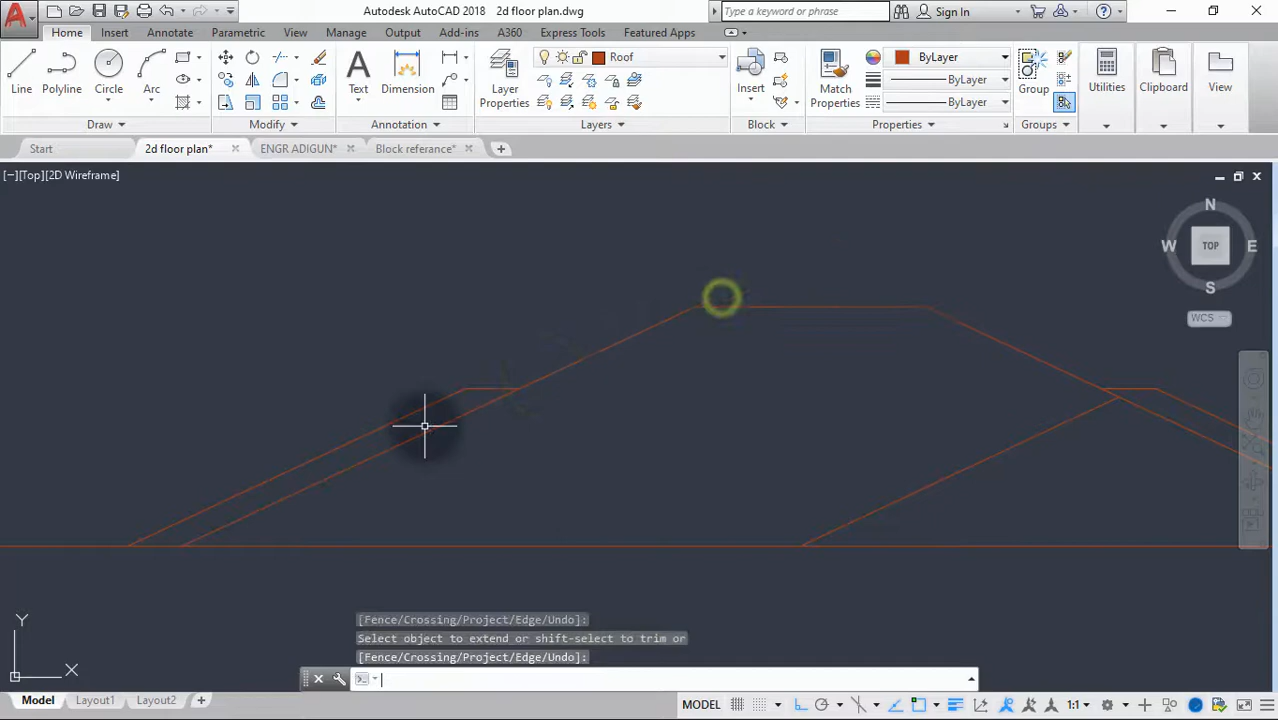 Autodesk AutoCAD 2018 2d floor plan.dwg
Type a keyword or phrase
Sign In
Home Insert Annotate Parametric View Manage Output Add-ins A360 Express Tools Featured Apps
Line Polyline Circle Arc
Text Dimension
Layer Properties
Roof
Insert
Match Properties
ByLayer
ByLayer
ByLayer
Group
Utilities
Clipboard
View
Draw Modify Annotation Layers Block Properties Groups
Start 2d floor plan* ENGR ADIGUN* Block referance*
[−][Top][2D Wireframe]
N
W TOP E
S
WCS
Y
X
[Fence/Crossing/Project/Edge/Undo]:
Select object to extend or shift-select to trim or
[Fence/Crossing/Project/Edge/Undo]:
Model Layout1 Layout2
MODEL
1:1